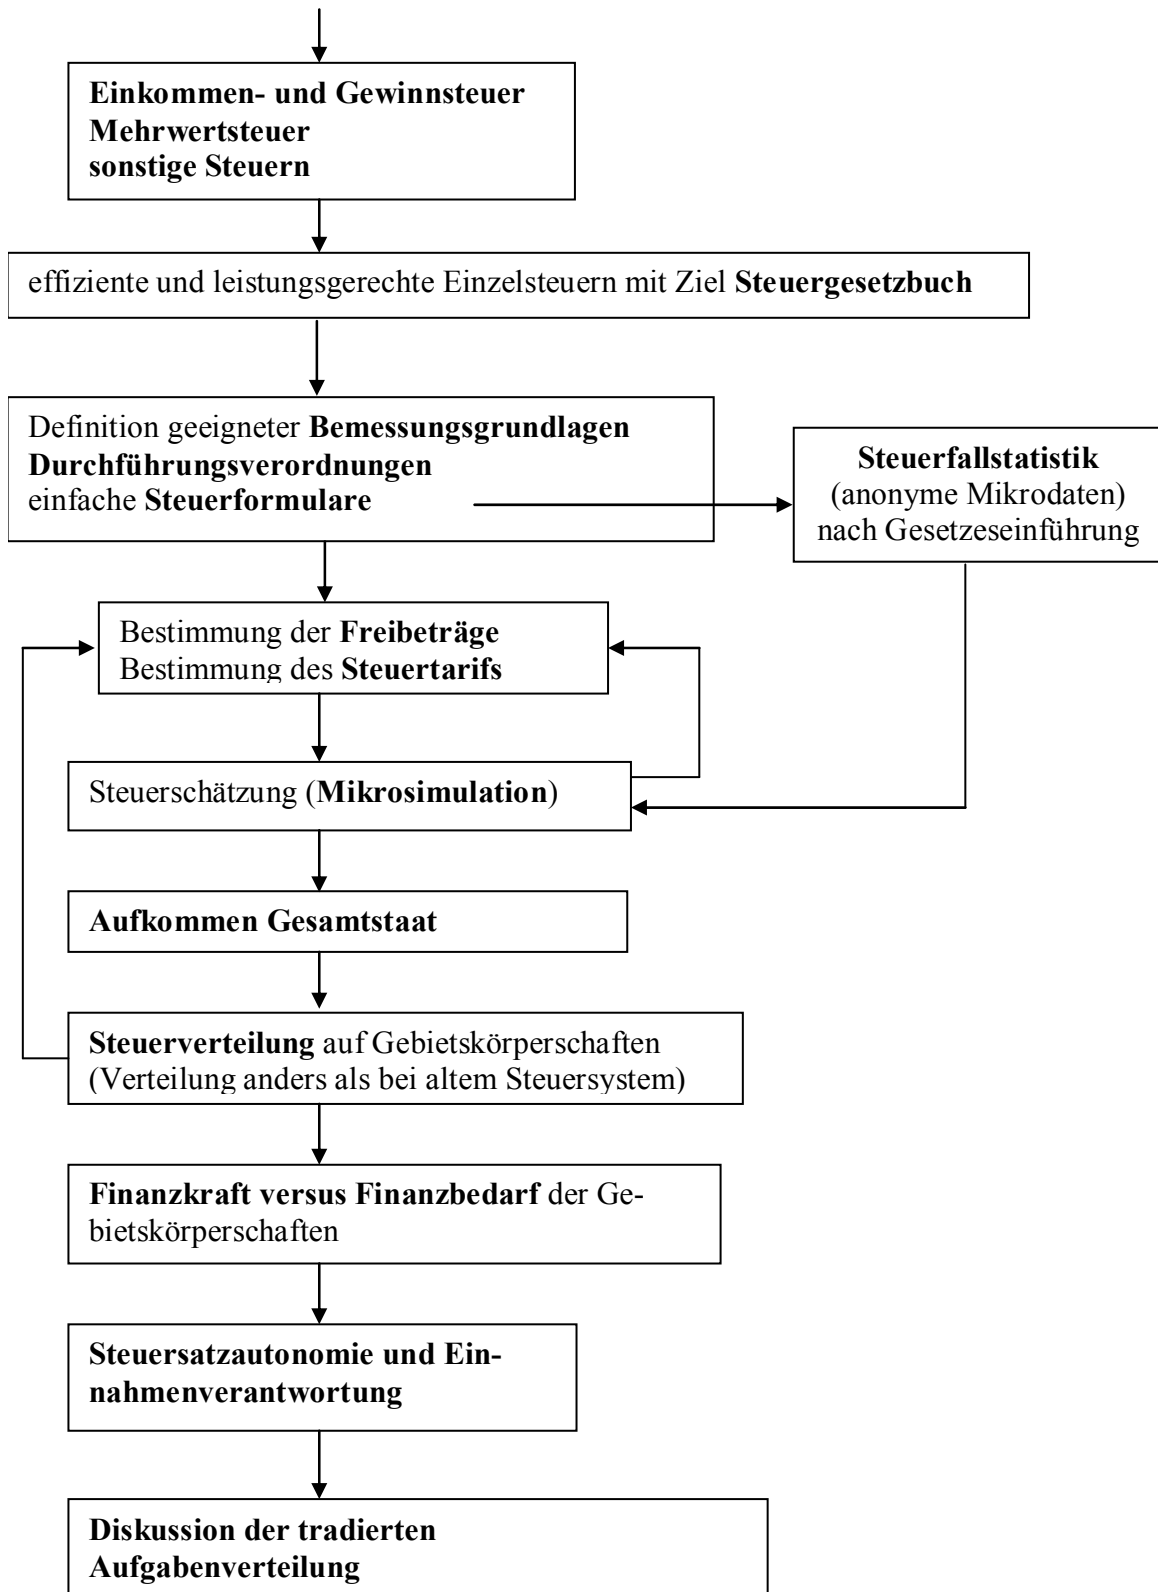 Einkommen- und Gewinnsteuer
Mehrwertsteuer
sonstige Steuern
effiziente und leistungsgerechte Einzelsteuern mit Ziel Steuergesetzbuch
Definition geeigneter Bemessungsgrundlagen
Durchführungsverordnungen
einfache Steuerformulare
Steuerfallstatistik
(anonyme Mikrodaten)
nach Gesetzeseinführung
Bestimmung der Freibeträge
Bestimmung des Steuertarifs
Steuerschätzung (Mikrosimulation)
Aufkommen Gesamtstaat
Steuerverteilung auf Gebietskörperschaften
(Verteilung anders als bei altem Steuersystem)
Finanzkraft versus Finanzbedarf der Ge-
bietskörperschaften
Steuersatzautonomie und Ein-
nahmenverantwortung
Diskussion der tradierten
Aufgabenverteilung